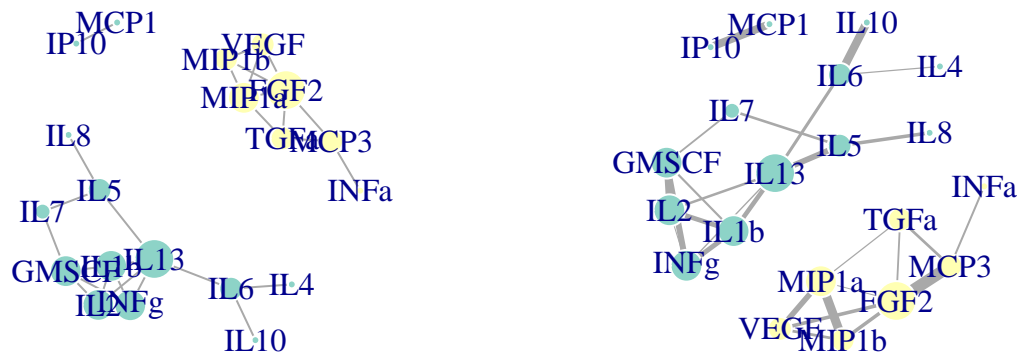 MCP1
IP10
VEGF
MIP1b
FGF2
MIP1a
TGFa
MCP3
INFa
IL8
IL5
IL7
GMSCF
IL1b
IL13
IL2
INFg
IL6
IL4
IL10
IL10
MCP1
IP10
IL6
IL4
IL7
IL8
IL5
GMSCF
IL13
INFa
IL2
TGFa
IL1b
INFg
MCP3
MIP1a
FGF2
VEGF
MIP1b